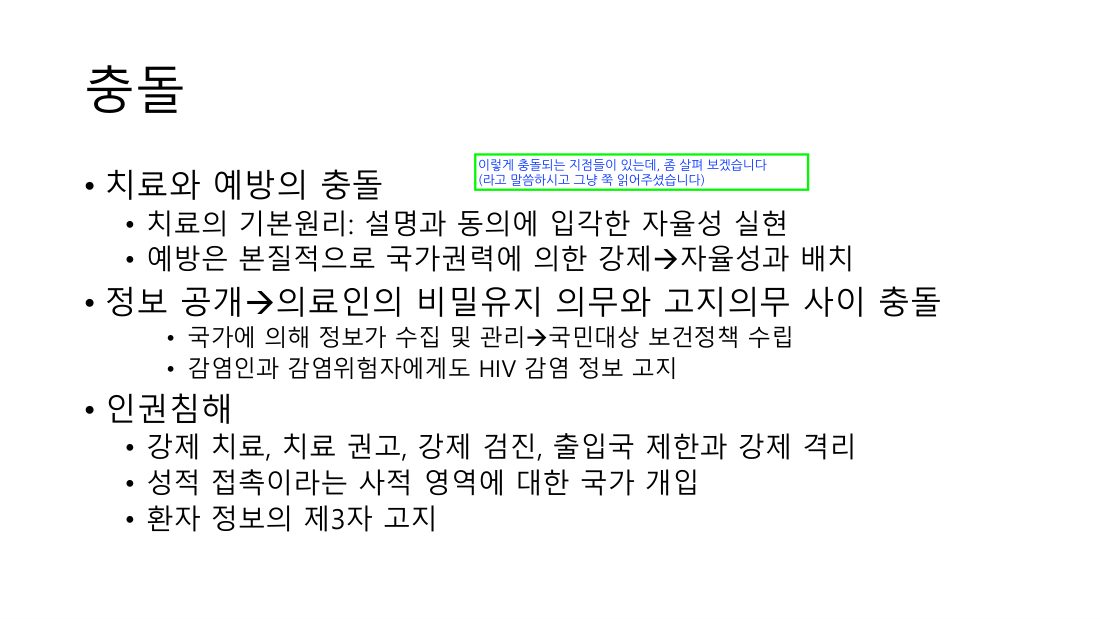 충돌
• 치료와 예방의 충돌
이렇게 충돌되는 지점들이 있는데, 좀 살펴 보겠습니다
(라고 말씀하시고 그냥 쭉 읽어주셨습니다)
• 치료의 기본원리: 설명과 동의에 입각한 자율성 실현
• 예방은 본질적으로 국가권력에 의한 강제→자율성과 배치
• 정보 공개→의료인의 비밀유지 의무와 고지의무 사이 충돌
• 국가에 의해 정보가 수집 및 관리→국민대상 보건정책 수립
• 감염인과 감염위험자에게도 HIV 감염 정보 고지
• 인권침해
• 강제 치료, 치료 권고, 강제 검진, 출입국 제한과 강제 격리
• 성적 접촉이라는 사적 영역에 대한 국가 개입
• 환자 정보의 제3자 고지